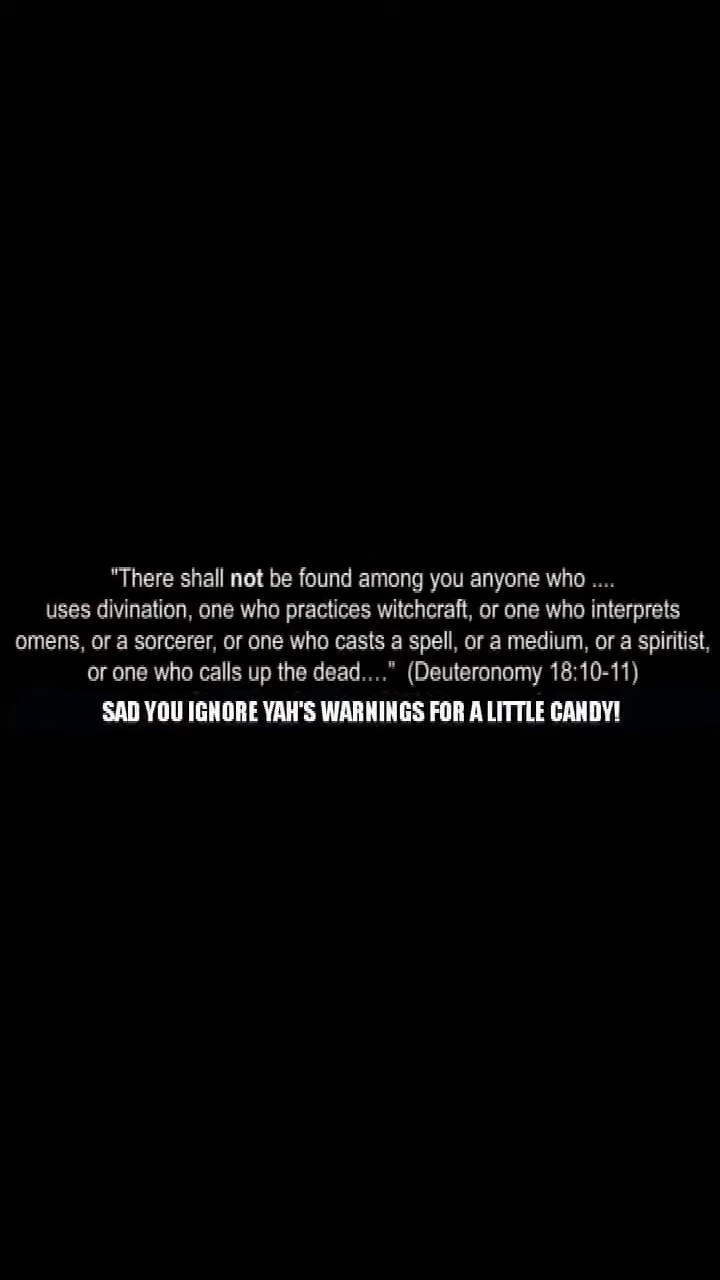 "There shall not be found among you anyone who ....
uses divination, one who practices witchcraft, or one who interprets
omens, or a sorcerer, or one who casts a spell, or a medium, or a spiritist,
or one who calls up the dead...." (Deuteronomy 18:10-11)
SAD YOU IGNORE YAH'S WARNINGS FOR A LITTLE CANDY!